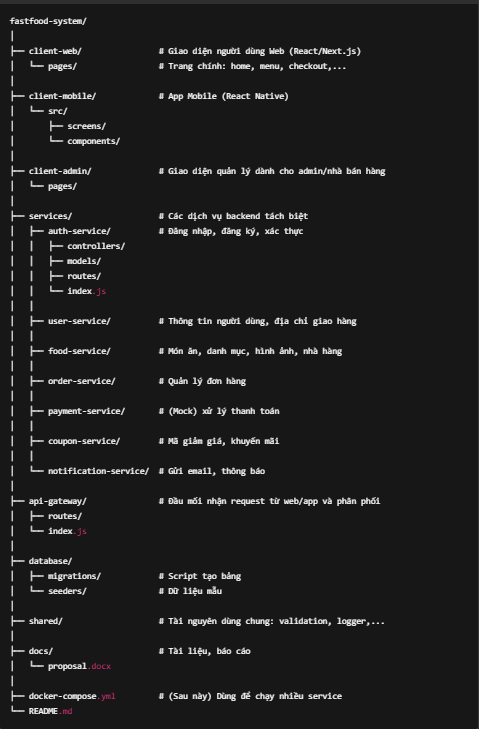 fastfood-system/
│
├── client-web/ # Giao diện người dùng Web (React/Next.js)
│   └── pages/ # Trang chính: home, menu, checkout,...
│
├── client-mobile/ # App Mobile (React Native)
│   └── src/
│       ├── screens/
│       └── components/
│
├── client-admin/ # Giao diện quản lý dành cho admin/nhà bán hàng
│   └── pages/
│
├── services/ # Các dịch vụ backend tách biệt
│   ├── auth-service/ # Đăng nhập, đăng ký, xác thực
│   │   ├── controllers/
│   │   ├── models/
│   │   ├── routes/
│   │   └── index.js
│   │
│   ├── user-service/ # Thông tin người dùng, địa chỉ giao hàng
│   │
│   ├── food-service/ # Món ăn, danh mục, hình ảnh, nhà hàng
│   │
│   ├── order-service/ # Quản lý đơn hàng
│   │
│   ├── payment-service/ # (Mock) xử lý thanh toán
│   │
│   ├── coupon-service/ # Mã giảm giá, khuyến mãi
│   │
│   └── notification-service/ # Gửi email, thông báo
│
├── api-gateway/ # Đầu mối nhận request từ web/app và phân phối
│   ├── routes/
│   └── index.js
│
├── database/
│   ├── migrations/ # Script tạo bảng
│   └── seeders/ # Dữ liệu mẫu
│
├── shared/ # Tài nguyên dùng chung: validation, logger,...
│
├── docs/ # Tài liệu, báo cáo
│   └── proposal.docx
│
├── docker-compose.yml # (Sau này) Dùng để chạy nhiều service
└── README.md